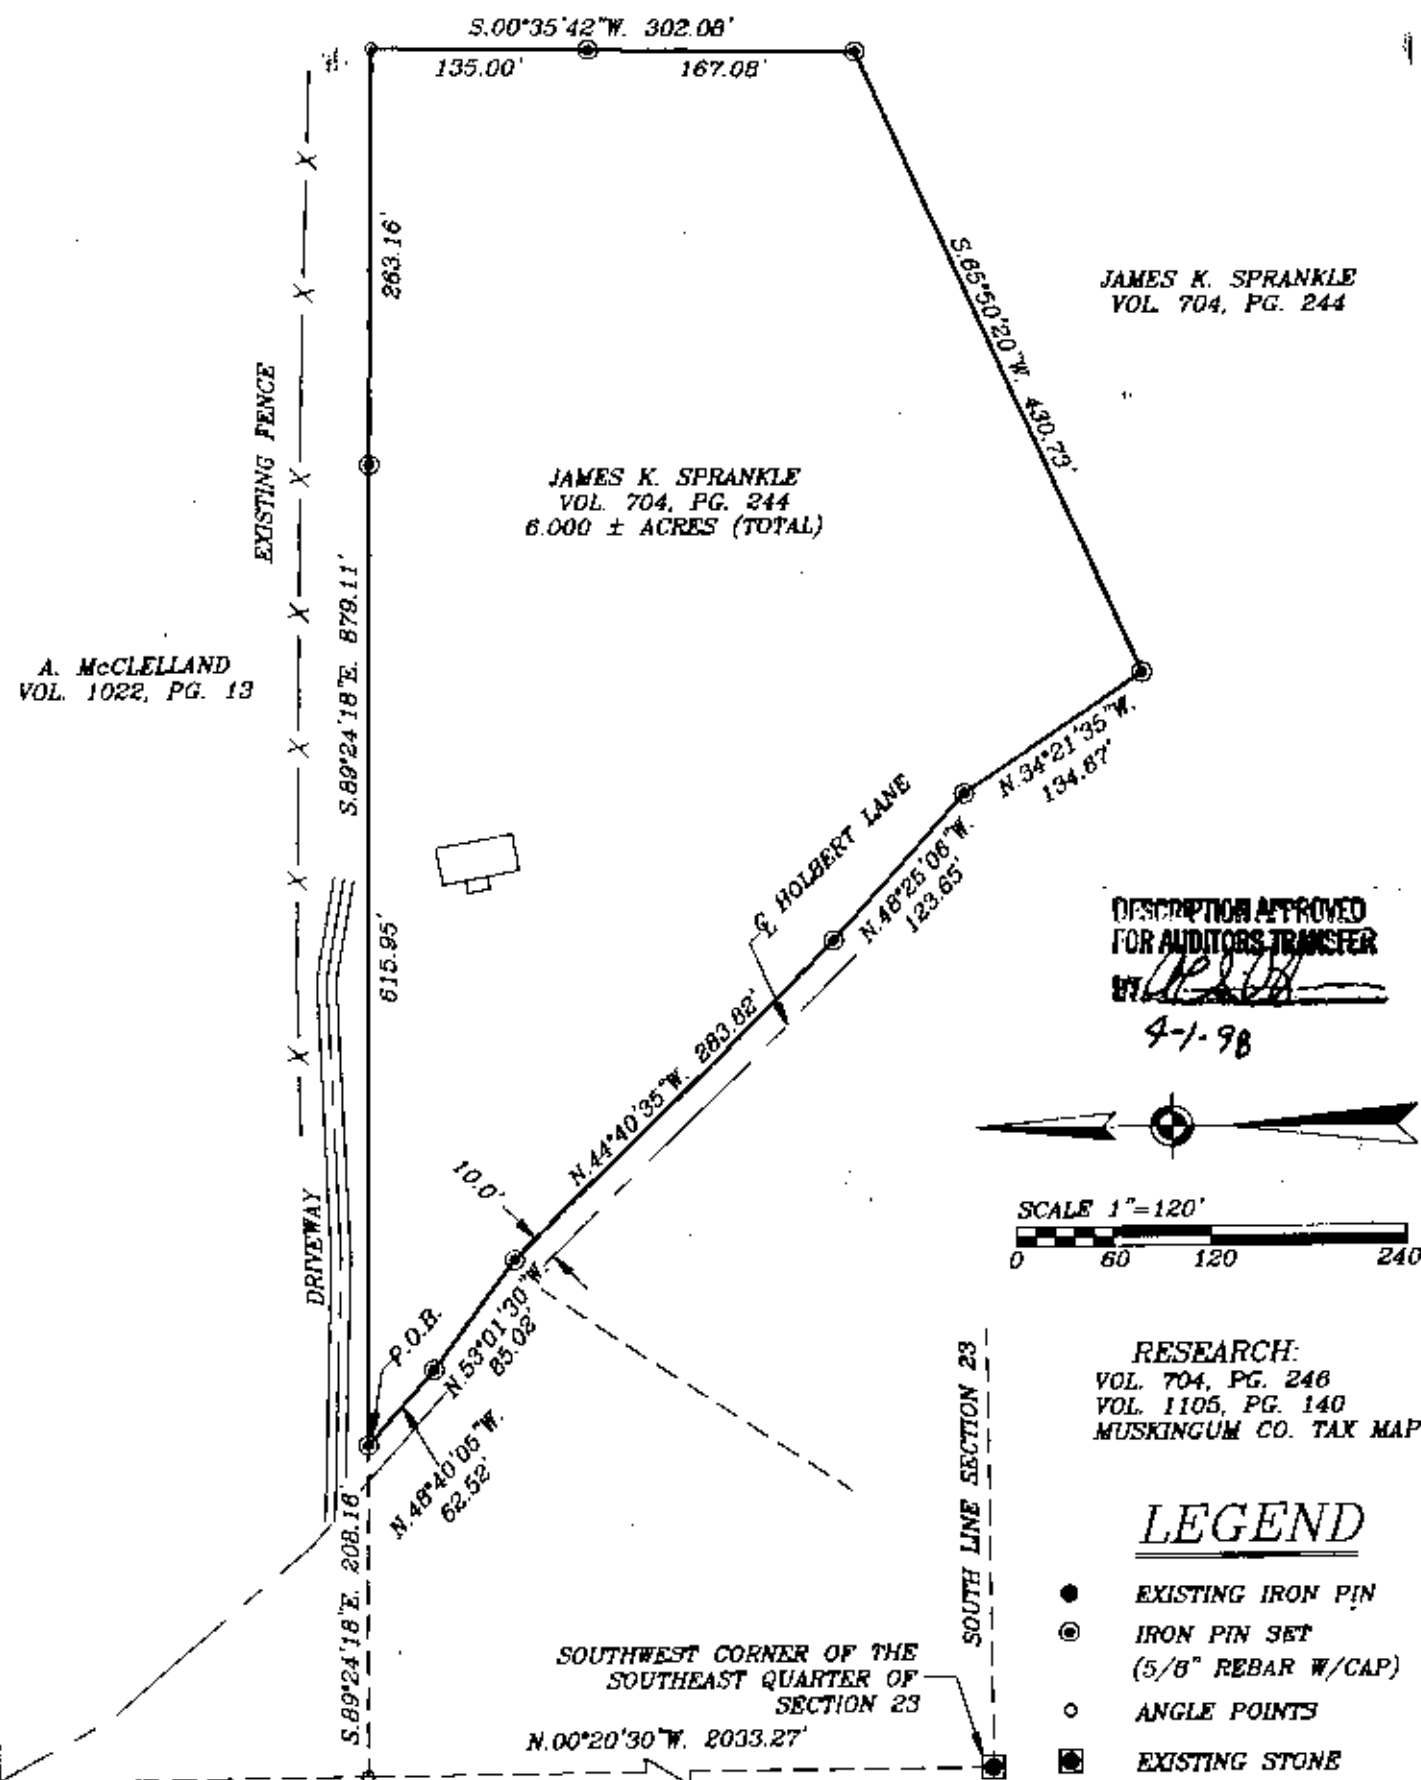 S.00°35'42"W. 302.08'
135.00'
167.08'
263.16'
S.65°50'20"W. 430.73'
JAMES K. SPRANKLE
VOL. 704, PG. 244
EXISTING FENCE
JAMES K. SPRANKLE
VOL. 704, PG. 244
6.000 ± ACRES (TOTAL)
S.89°24'18"E. 879.11'
A. McCLELLAND
VOL. 1022, PG. 13
N.34°21'35"W.
134.87'
℄ HOLBERT LANE
N.48°25'06"W.
123.65'
615.95'
DESCRIPTION APPROVED
FOR AUDITORS TRANSFER
BY
4-1-98
N.44°40'35"W. 283.82'
10.0'
SCALE 1"=120'
0 60 120 240
DRIVEWAY
P.O.B.
N.53°01'30"W.
85.02'
N.48°40'05"W.
62.52'
RESEARCH:
VOL. 704, PG. 246
VOL. 1105, PG. 140
MUSKINGUM CO. TAX MAP
SOUTH LINE SECTION 23
S.89°24'18"E. 208.16'
LEGEND
EXISTING IRON PIN
IRON PIN SET
(5/8" REBAR W/CAP)
ANGLE POINTS
EXISTING STONE
SOUTHWEST CORNER OF THE
SOUTHEAST QUARTER OF
SECTION 23
N.00°20'30"W. 2033.27'